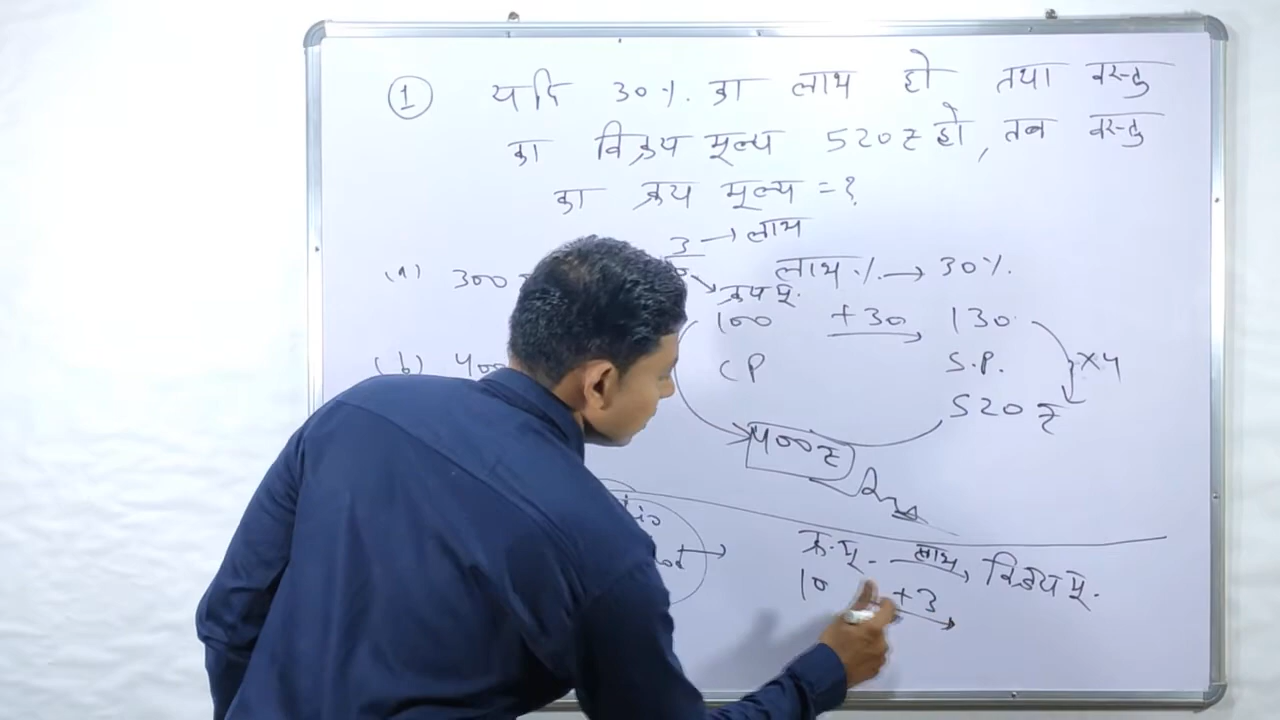 ① यदि 30% का लाभ हो तथा वस्तु
का विक्रय मूल्य 520 ₹ हो, तब वस्तु
का क्रय मूल्य = ?
3 → लाभ
क्रय मू.
(a) 300
लाभ % → 30%.
100 +30 130
(b) 400
CP S.P. ×4
520 ₹
400 ₹
Ans
क्र. मू. लाभ विक्रय मू.
10 +3